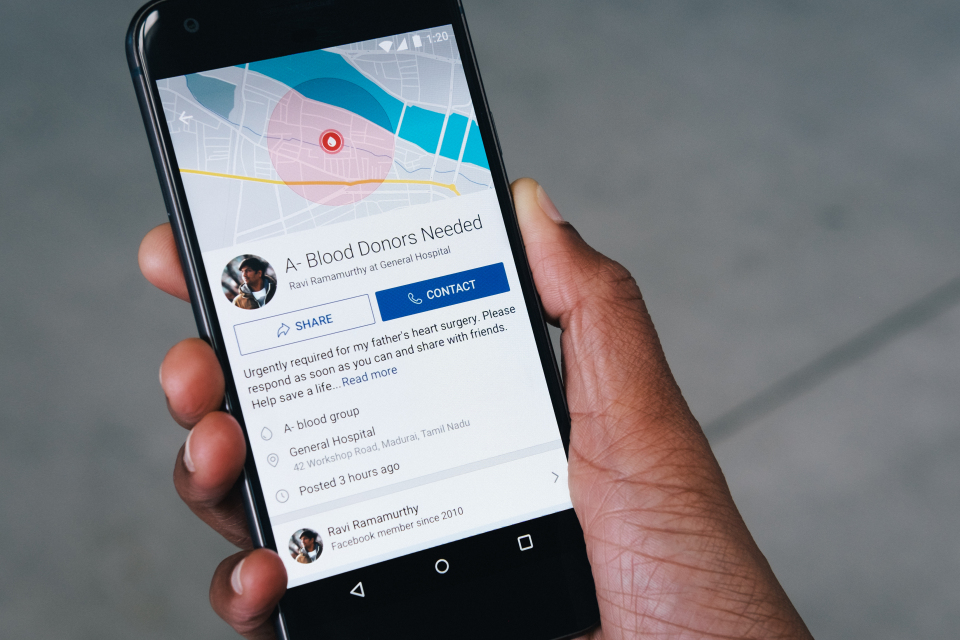 1:20
A- Blood Donors Needed
Ravi Ramamurthy at General Hospital
SHARE
CONTACT
Urgently required for my father's heart surgery. Please
respond as soon as you can and share with friends.
Help save a life... Read more
A- blood group
General Hospital
42 Workshop Road, Madurai, Tamil Nadu
Posted 3 hours ago
Ravi Ramamurthy
Facebook member since 2010